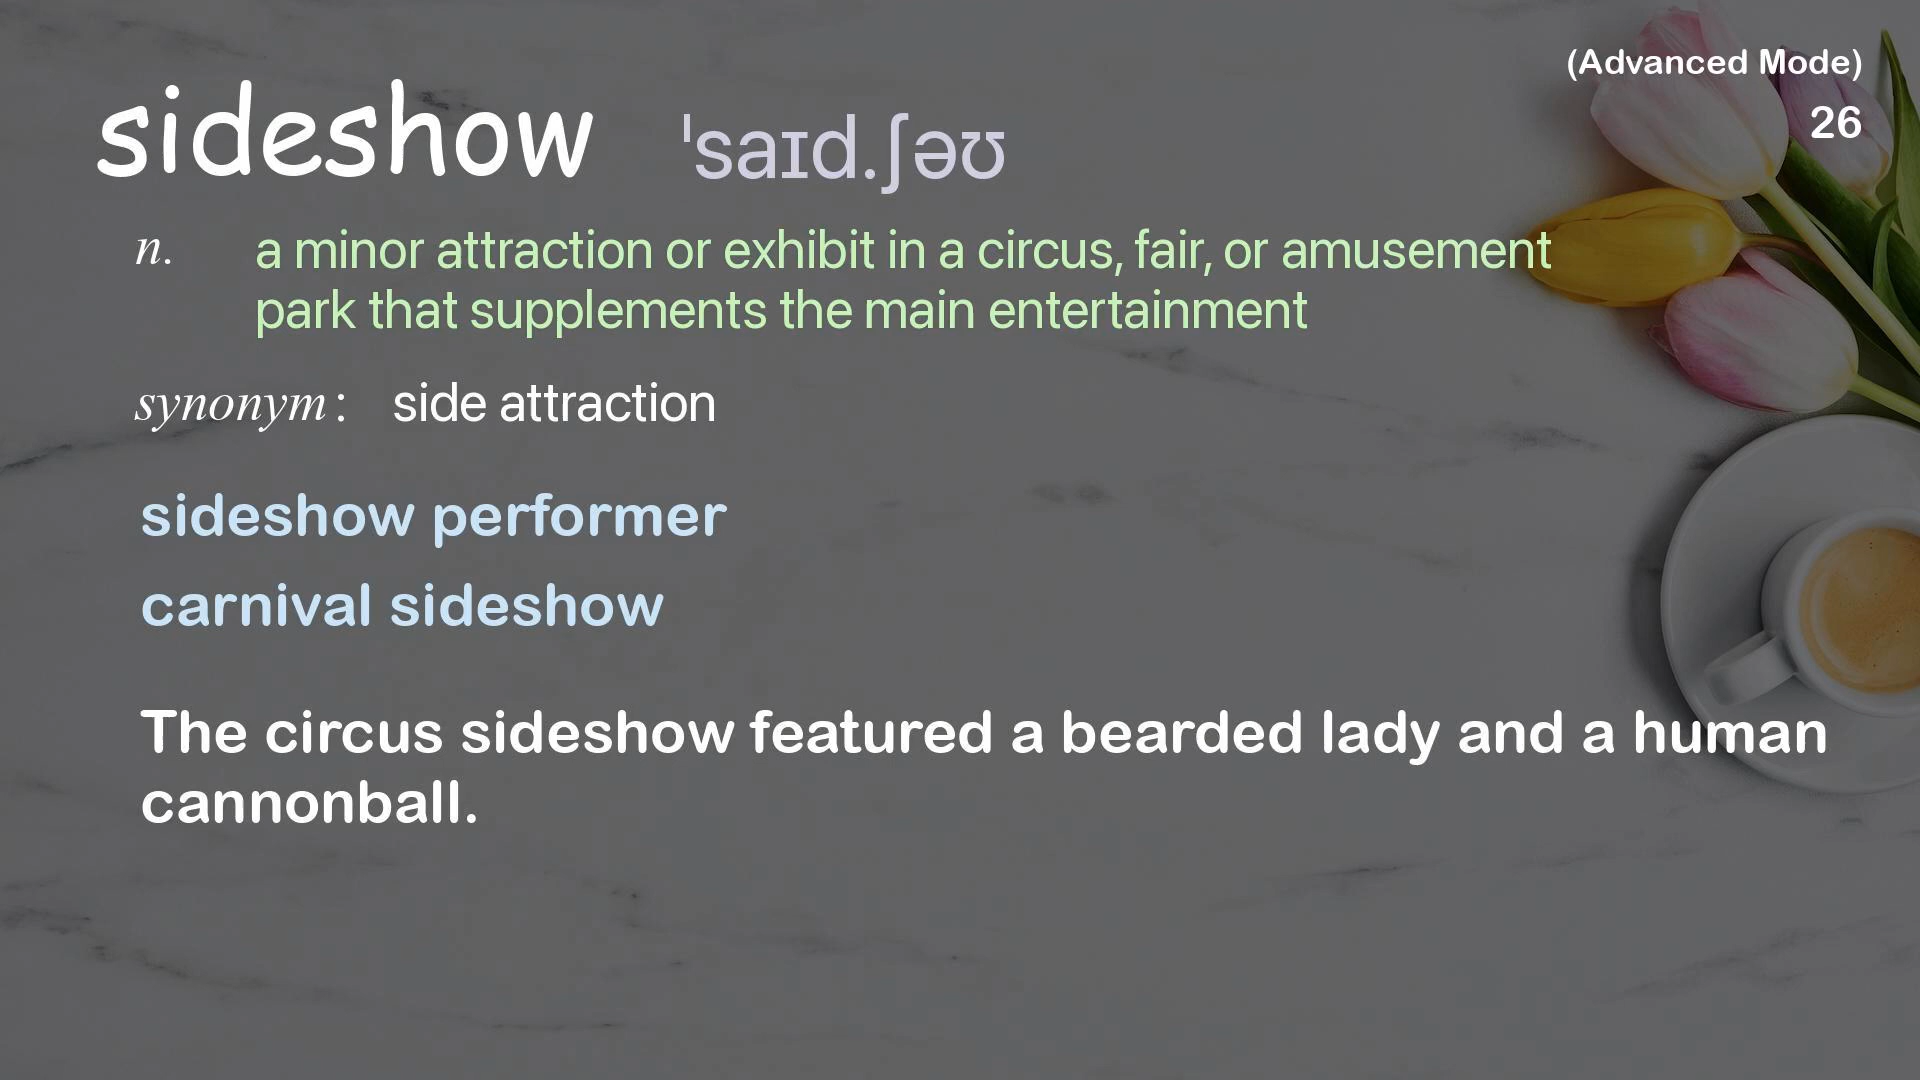 (Advanced Mode)
26
sideshow ˈsaɪd.ʃəʊ
n. a minor attraction or exhibit in a circus, fair, or amusement
park that supplements the main entertainment
synonym: side attraction
sideshow performer
carnival sideshow
The circus sideshow featured a bearded lady and a human
cannonball.